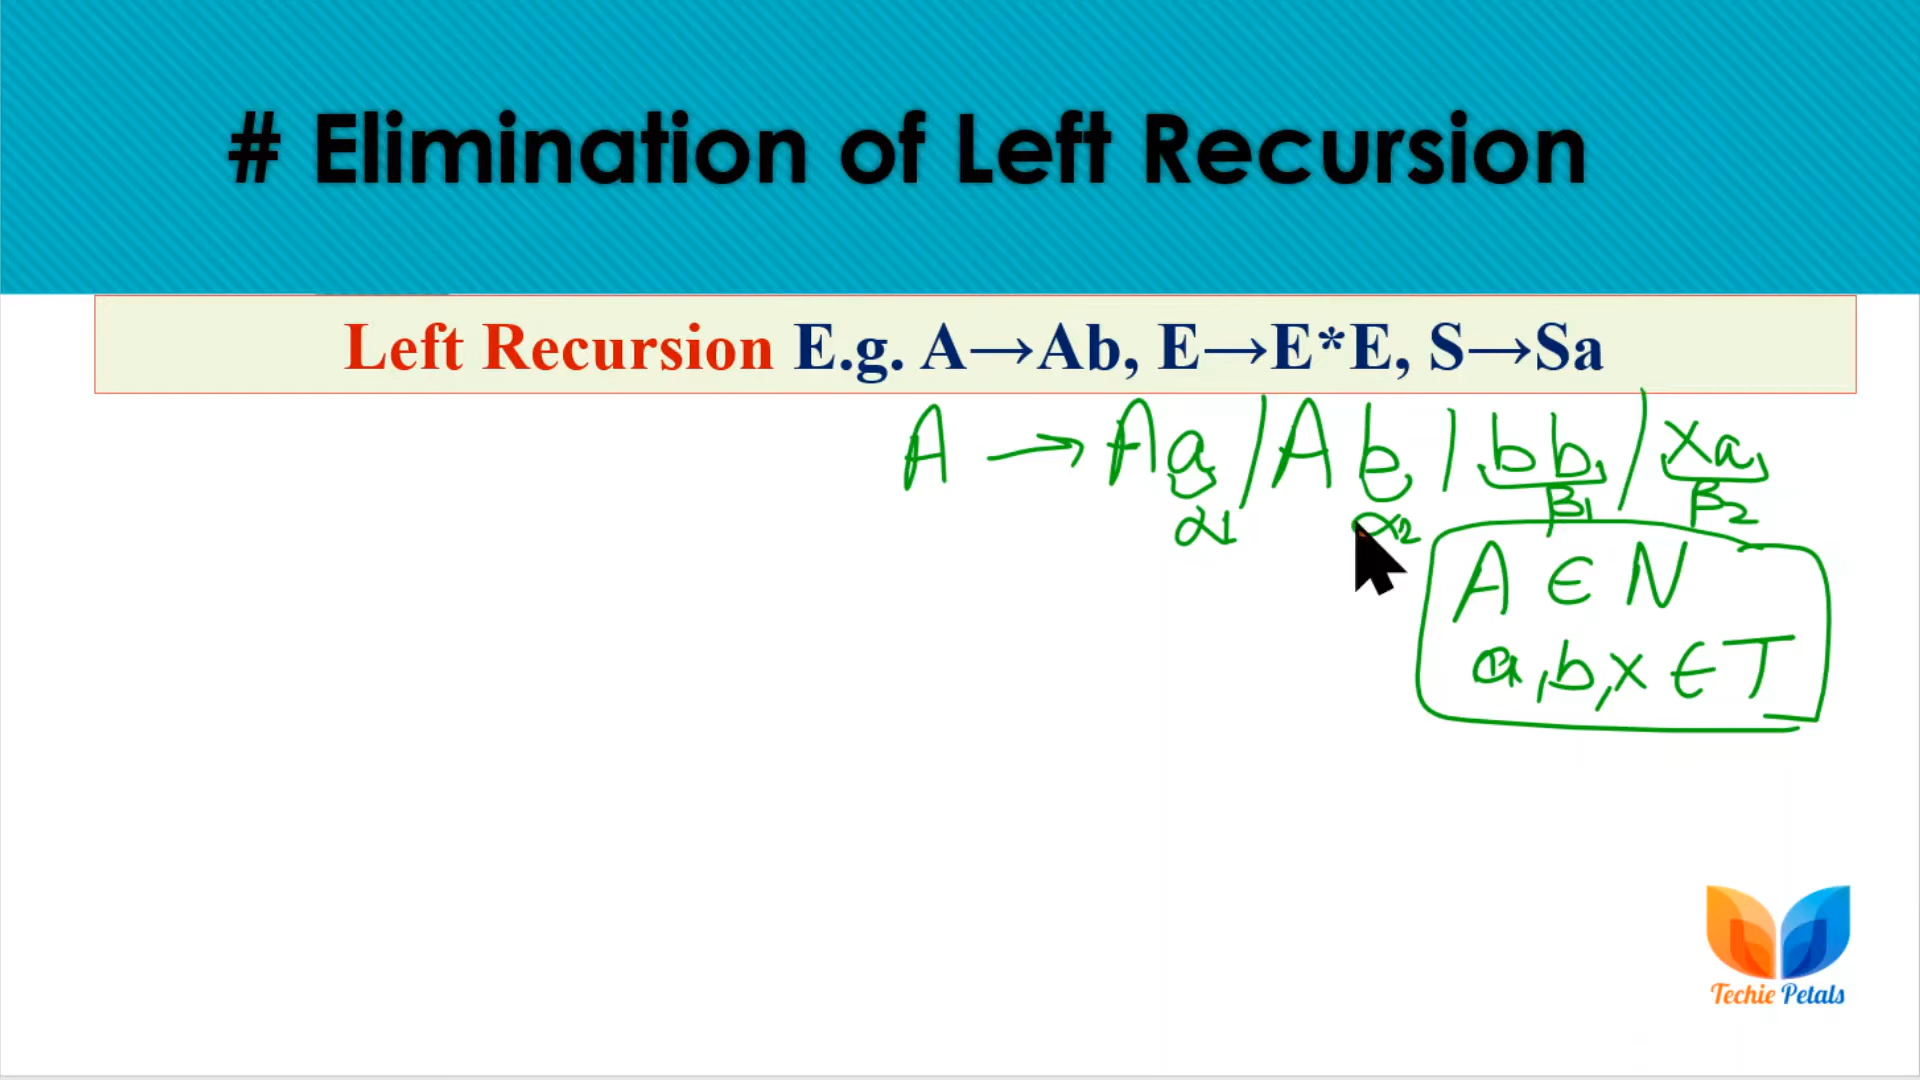 # Elimination of Left Recursion
Left Recursion E.g. A→Ab, E→E*E, S→Sa
A → Aa / Ab / bb / xa
α1 α2 β1 β2
A ∈ N
a, b, x ∈ T
Techie Petals